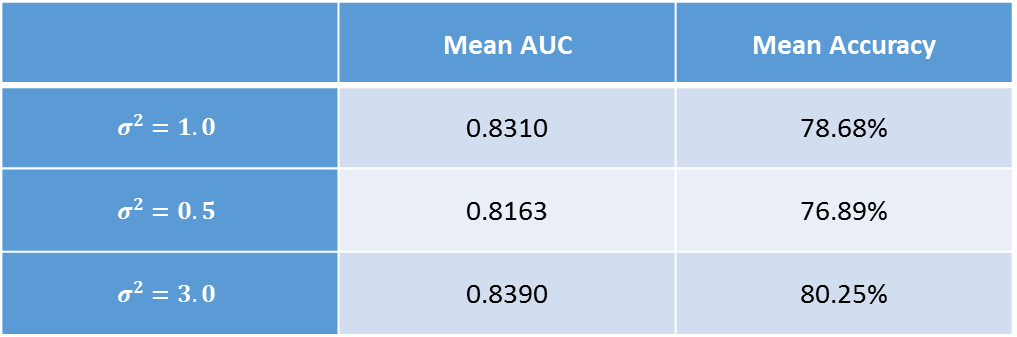 Mean AUC Mean Accuracy
σ² = 1.0 0.8310 78.68%
σ² = 0.5 0.8163 76.89%
σ² = 3.0 0.8390 80.25%